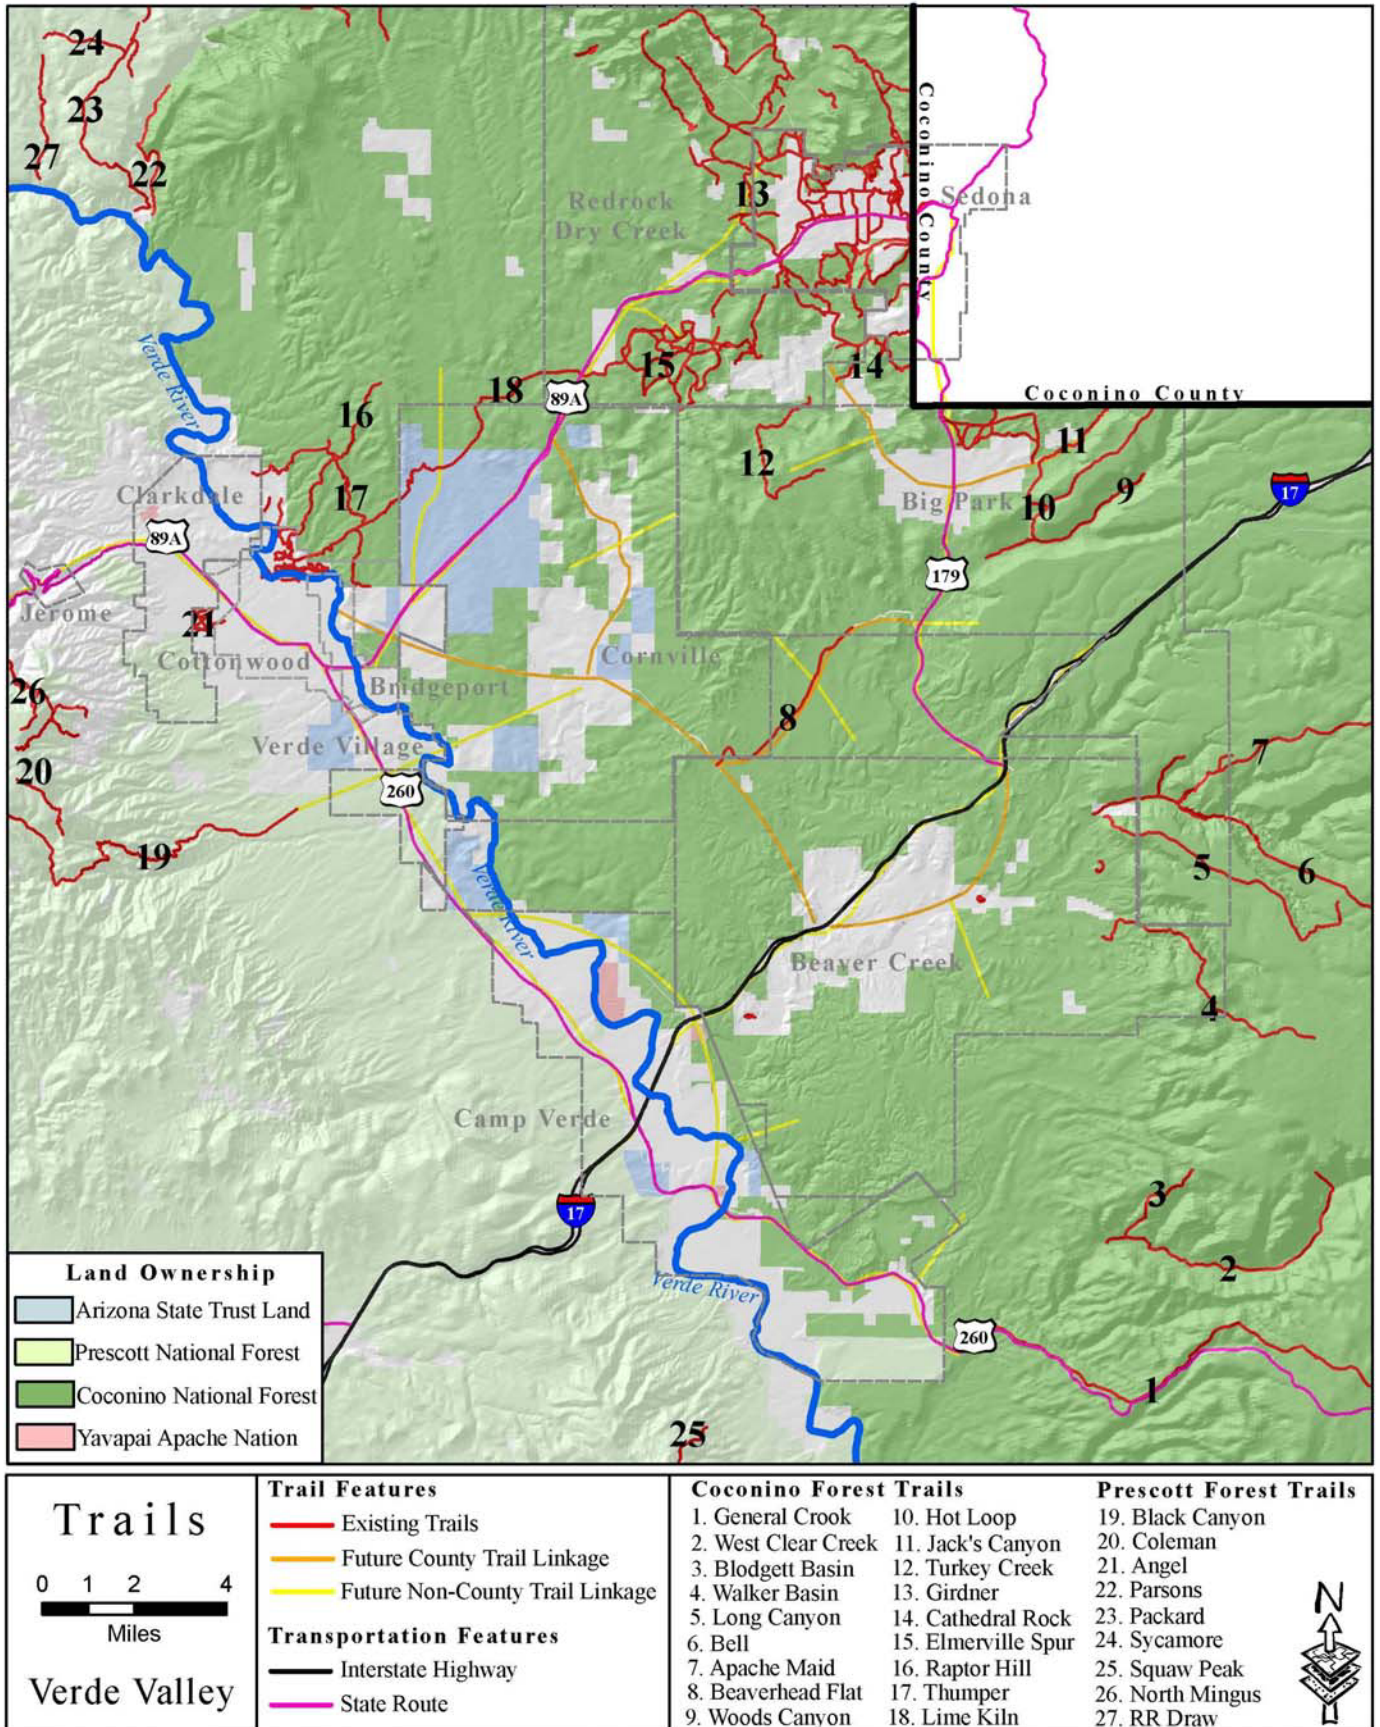 24
23
27
22
Redrock
Dry Creek
13
Coconino County
Sedona
Verde River
15
14
18
89A
16
Coconino County
17
12
11
10
9
Big Park
17
Clarkdale
89A
179
Jerome
21
Cottonwood
Cornville
Bridgeport
26
8
Verde Village
7
20
260
19
5
6
Verde River
Beaver Creek
4
Camp Verde
17
3
2
Verde River
260
1
25
Land Ownership
Arizona State Trust Land
Prescott National Forest
Coconino National Forest
Yavapai Apache Nation
Trails
0 1 2 4
Miles
Verde Valley
Trail Features
Existing Trails
Future County Trail Linkage
Future Non-County Trail Linkage
Transportation Features
Interstate Highway
State Route
Coconino Forest Trails
1. General Crook
2. West Clear Creek
3. Blodgett Basin
4. Walker Basin
5. Long Canyon
6. Bell
7. Apache Maid
8. Beaverhead Flat
9. Woods Canyon
10. Hot Loop
11. Jack's Canyon
12. Turkey Creek
13. Girdner
14. Cathedral Rock
15. Elmerville Spur
16. Raptor Hill
17. Thumper
18. Lime Kiln
Prescott Forest Trails
19. Black Canyon
20. Coleman
21. Angel
22. Parsons
23. Packard
24. Sycamore
25. Squaw Peak
26. North Mingus
27. RR Draw
N